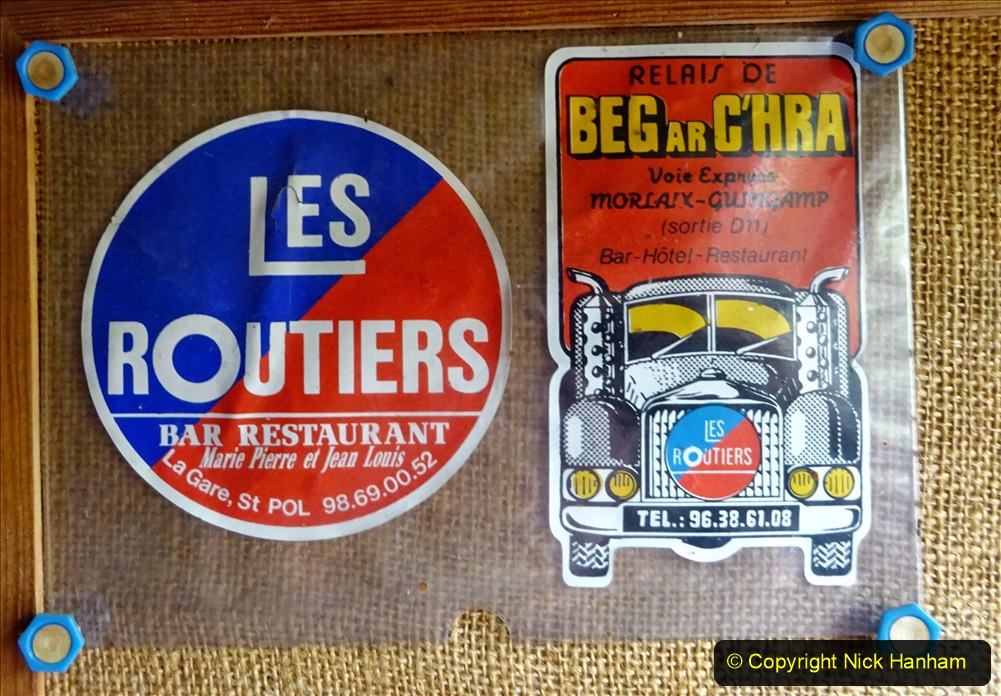 LES
ROUTIERS
BAR RESTAURANT
Marie Pierre et Jean Louis
La Gare, St POL 98.69.00.52
RELAIS DE
BEG AR C'HRA
Voie Express
MORLAIX-GUINGAMP
(sortie D11)
Bar-Hôtel-Restaurant
LES
ROUTIERS
TEL.: 96.38.61.08
© Copyright Nick Hanham